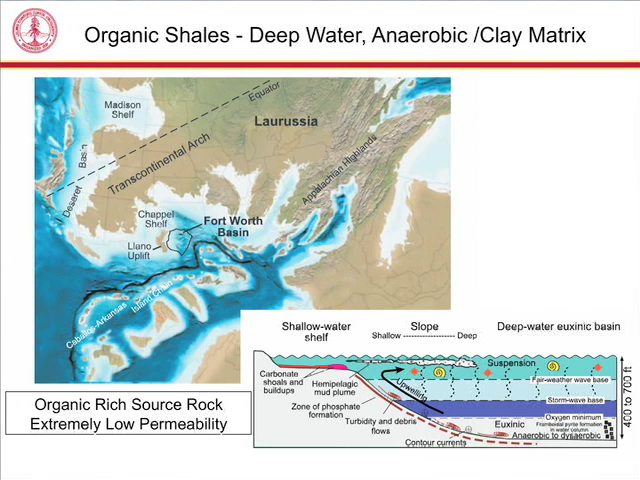 Organic Shales - Deep Water, Anaerobic /Clay Matrix
Equator
Madison
Shelf
Laurussia
Transcontinental Arch
Appalachian Highlands
Deseret Basin
Chappel
Shelf
Fort Worth
Basin
Llano
Uplift
Caballos-Arkansas Island Chain
Organic Rich Source Rock
Extremely Low Permeability
Shallow-water
shelf
Slope
Shallow Deep
Deep-water euxinic basin
Suspension
Carbonate
shoals and
buildups
Hemipelagic
mud plume
Upwelling
Fair-weather wave base
Storm-wave base
Zone of phosphate
formation
Turbidity and debris
flows
Oxygen minimum
Euxinic
Framboidal pyrite formation
in water column
Anaerobic to dysaerobic
Contour currents
400 to 700 ft